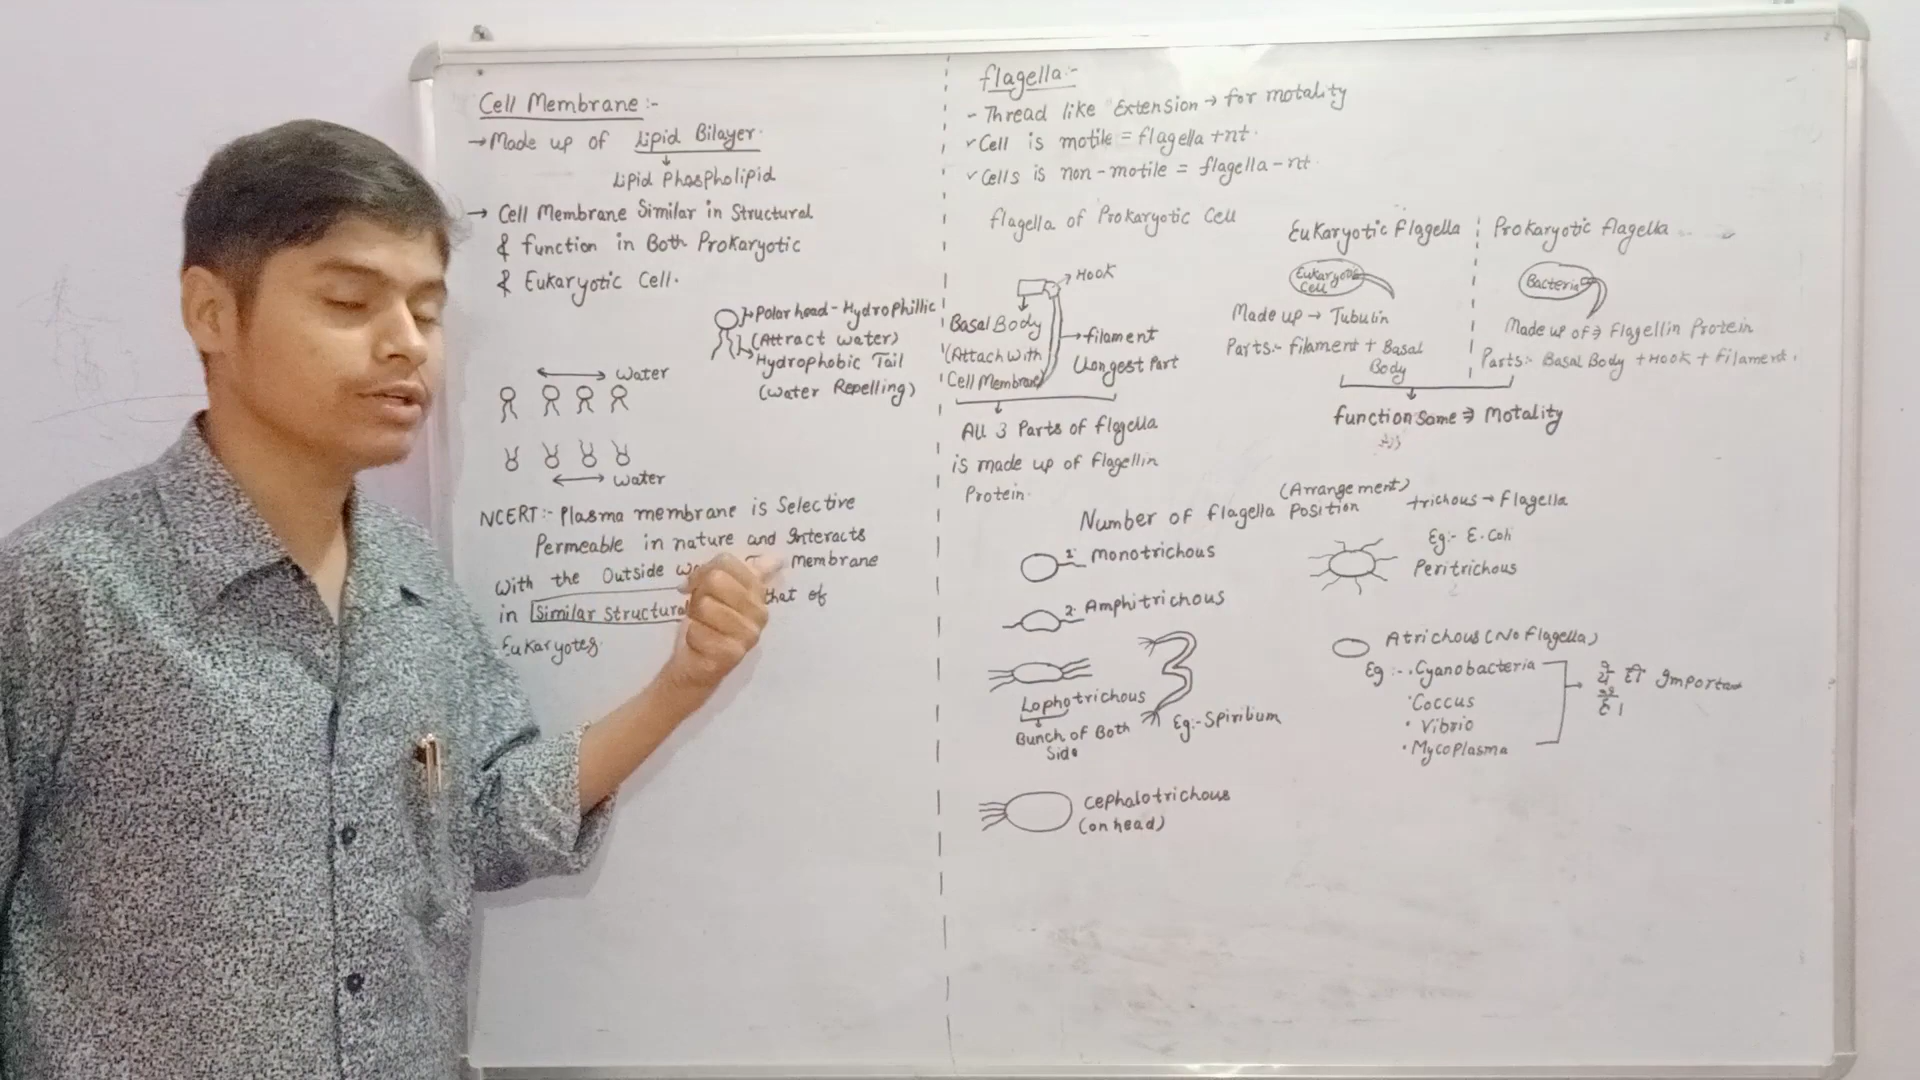 Cell Membrane :-
→ Made up of Lipid Bilayer
Lipid Phospholipid
→ Cell Membrane Similar in Structural
& function in Both Prokaryotic
& Eukaryotic Cell.
Polar head - Hydrophillic
(Attract water)
Hydrophobic Tail
(Water Repelling)
Water
Water
NCERT :- Plasma membrane is Selective
Permeable in nature and Interacts
with the Outside membrane
in Similar Structural that of
Eukaryotes.
flagella :-
- Thread like Extension → for motality
✓ Cell is motile = flagella +nt.
✓ Cells is non-motile = flagella -nt.
flagella of Prokaryotic Cell
Hook
Basal Body
(Attach with
Cell Membrane)
filament
Longest Part
All 3 Parts of flagella
is made up of Flagellin
Protein.
Eukaryotic Flagella
Eukaryotic
Cell
Made up → Tubulin
Parts:- filament + Basal
Body
Prokaryotic flagella
Bacteria
Made up of → Flagellin Protein
Parts:- Basal Body + Hook + Filament.
function Same ⇒ Motality
(Arrangement)
Number of flagella Position
trichous → Flagella
1. Monotrichous
2. Amphitrichous
Lophotrichous
Bunch of Both
Side
Eg:- Spiribum
Cephalotrichous
(on head)
Eg:- E. Coli
Peritrichous
Atrichous (No Flagella)
Eg :- . Cyanobacteria
. Coccus
. Vibrio
. Mycoplasma
Important